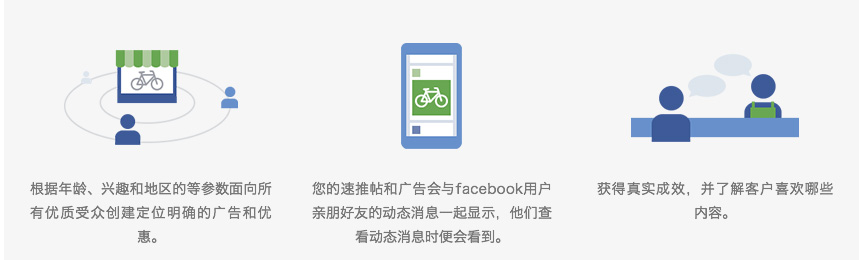 根据年龄、兴趣和地区的等参数面向所
有优质受众创建定位明确的广告和优
惠。
您的速推帖和广告会与facebook用户
亲朋好友的动态消息一起显示，他们查
看动态消息时便会看到。
获得真实成效，并了解客户喜欢哪些
内容。